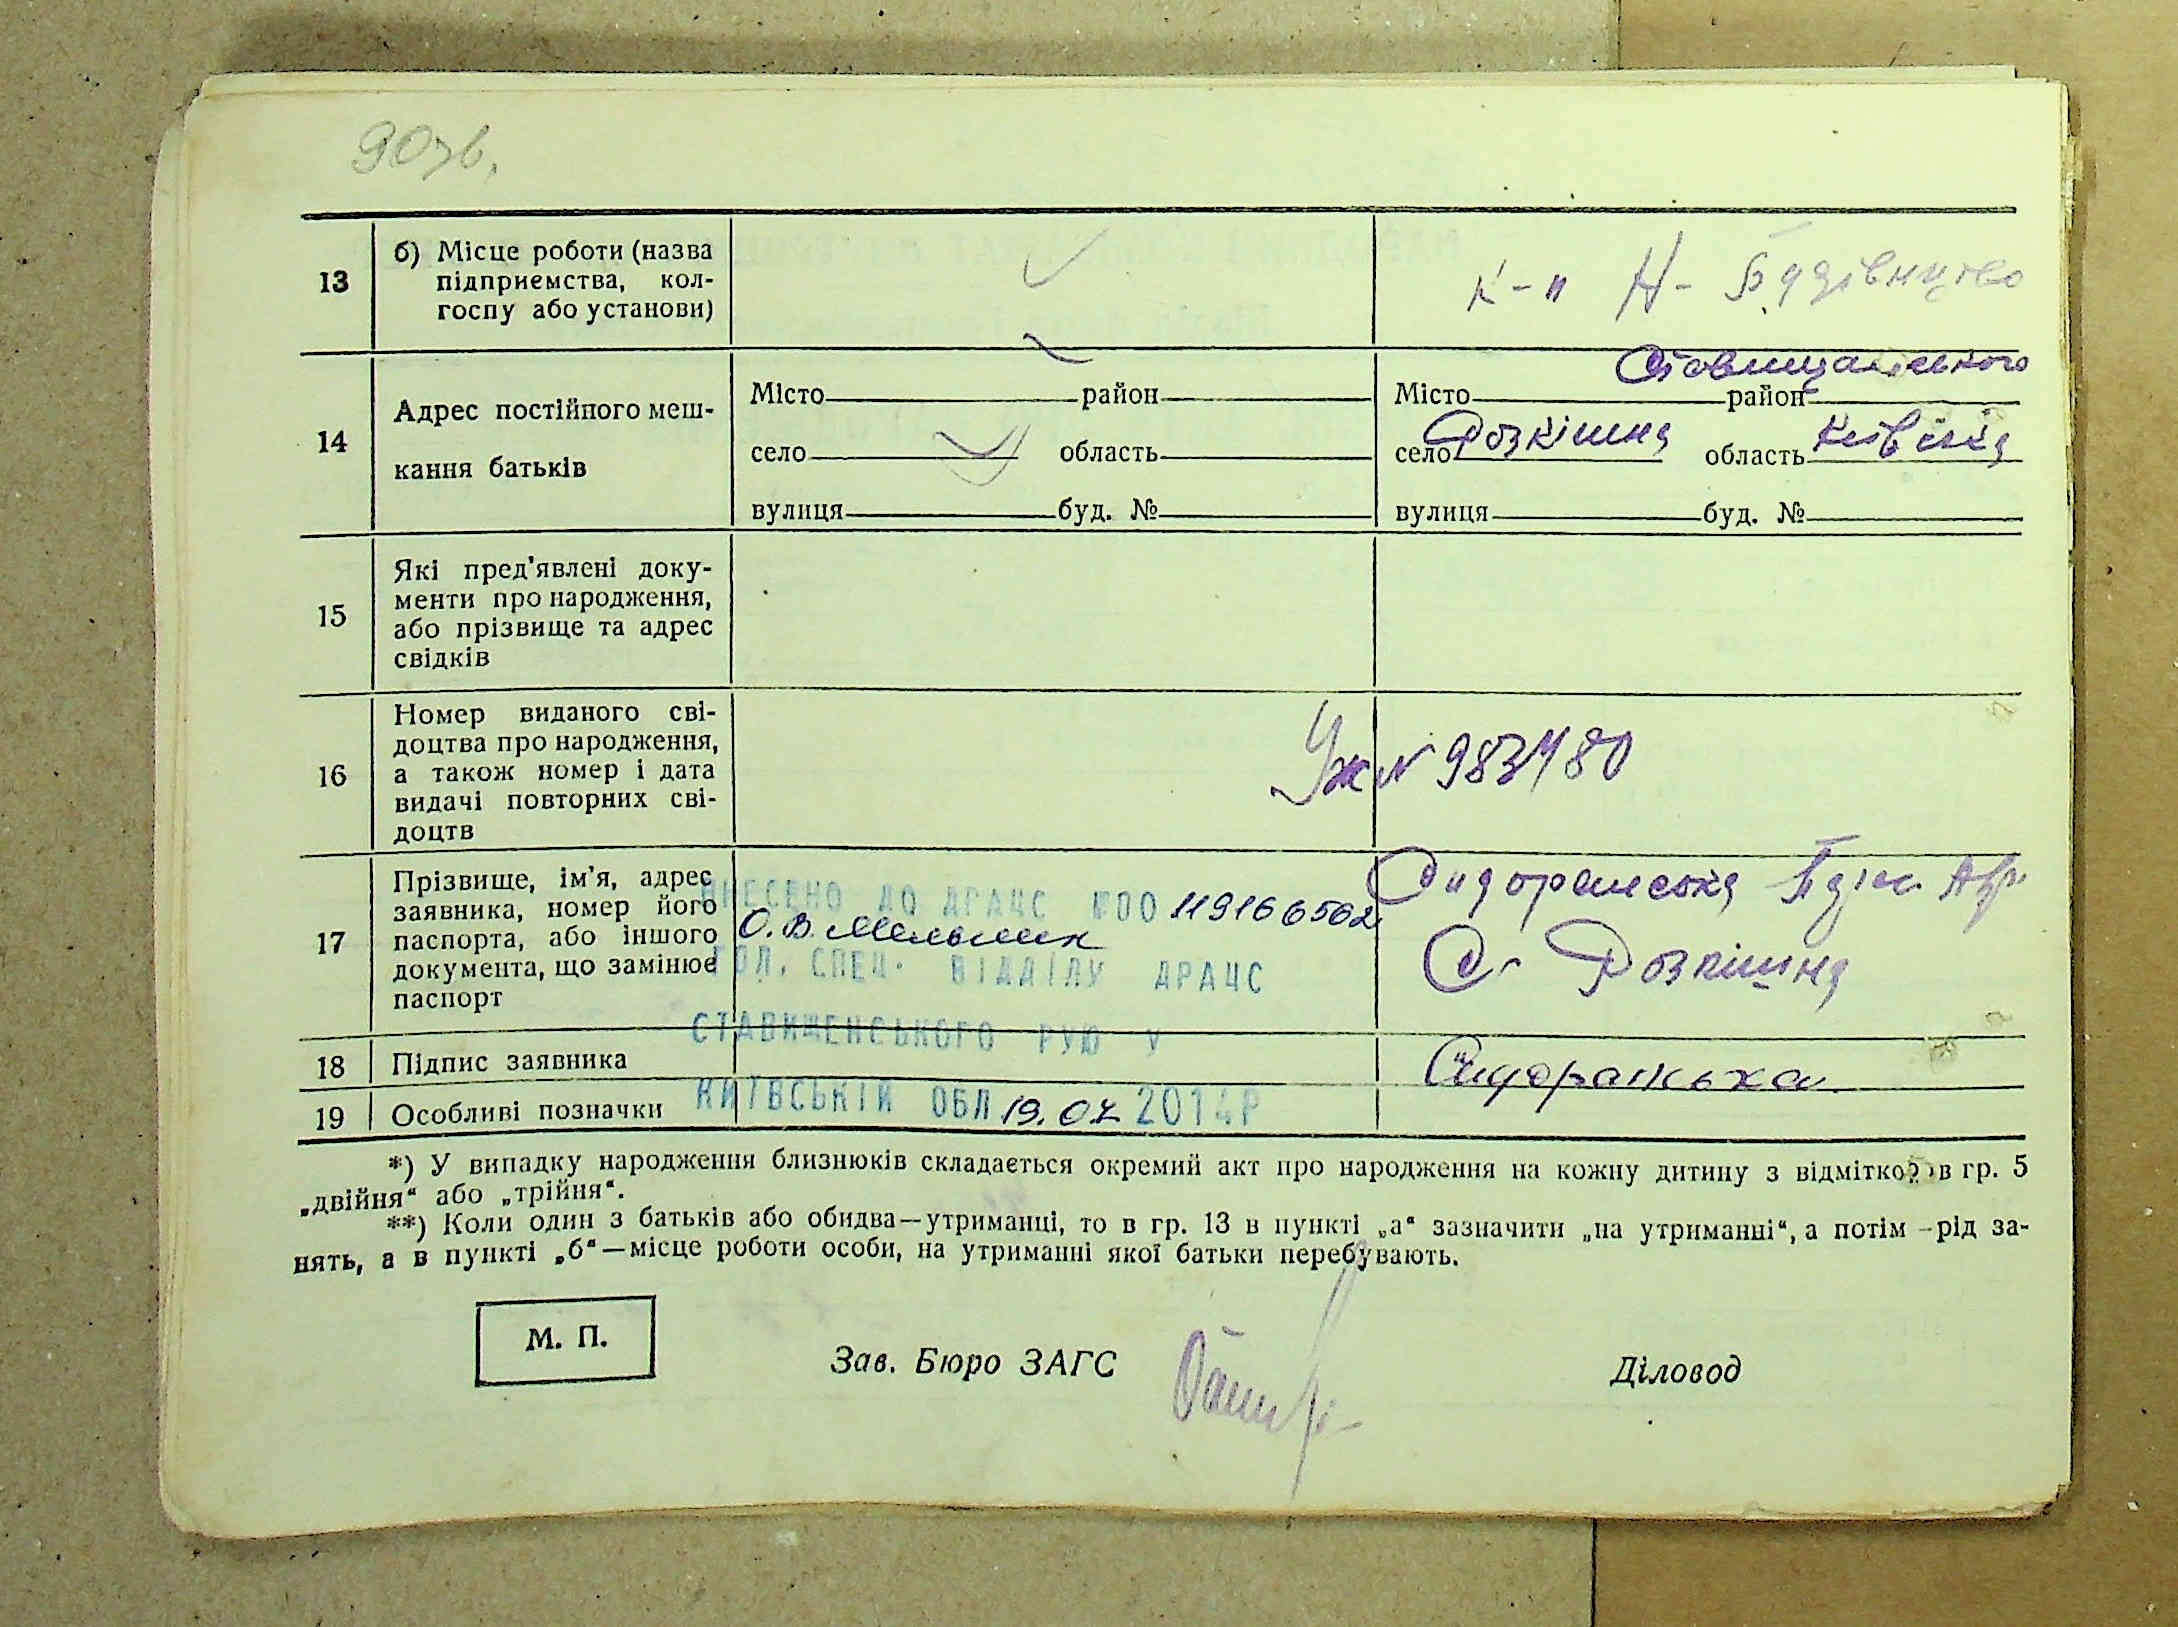 90зв.
13
б) Місце роботи (назва
підприємства, кол-
госпу або установи)
к-п Н-Будівництво
14
Адрес постійного меш-
кання батьків
Місто район
село область
вулиця буд. №
Ставищанського
Місто район
село Розкішна область Київська
вулиця буд. №
15
Які пред'явлені доку-
менти про народження,
або прізвище та адрес
свідків
16
Номер виданого сві-
доцтва про народження,
а також номер і дата
видачі повторних сві-
доцтв
УЖ № 983480
17
Прізвище, ім'я, адрес
заявника, номер його
паспорта, або іншого
документа, що замінює
паспорт
ВНЕСЕНО ДО ДРАЦС №00 119166562
О.В. Мельник
ГОЛ. СПЕЦ. ВІДДІЛУ ДРАЦС
СТАВИЩЕНСЬКОГО РУЮ У
КИЇВСЬКІЙ ОБЛ 19.07 2014Р
С. Розкішна
18
Підпис заявника
19
Особливі позначки
*) У випадку народження близнюків складається окремий акт про народження на кожну дитину з відміткою в гр. 5
„двійня“ або „трійня“.
**) Коли один з батьків або обидва—утриманці, то в гр. 13 в пункті „а“ зазначити „на утриманні“, а потім –рід за-
нять, а в пункті „б“—місце роботи особи, на утриманні якої батьки перебувають.
М. П.
Зав. Бюро ЗАГС
Діловод